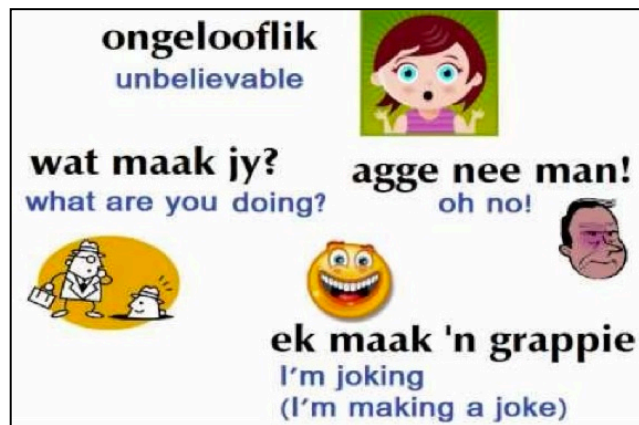 ongelooflik
unbelievable
wat maak jy?
what are you doing?
agge nee man!
oh no!
ek maak 'n grappie
I'm joking
(I'm making a joke)